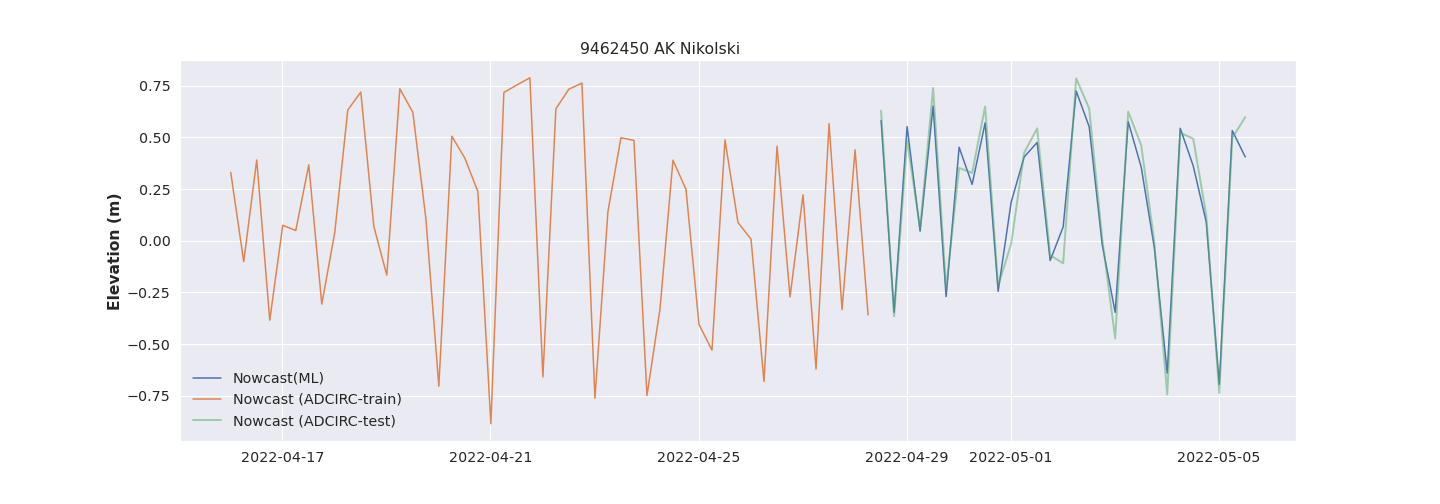 9462450 AK Nikolski
Elevation (m)
0.75
0.50
0.25
0.00
−0.25
−0.50
−0.75
Nowcast(ML)
Nowcast (ADCIRC-train)
Nowcast (ADCIRC-test)
2022-04-17 2022-04-21 2022-04-25 2022-04-29 2022-05-01 2022-05-05